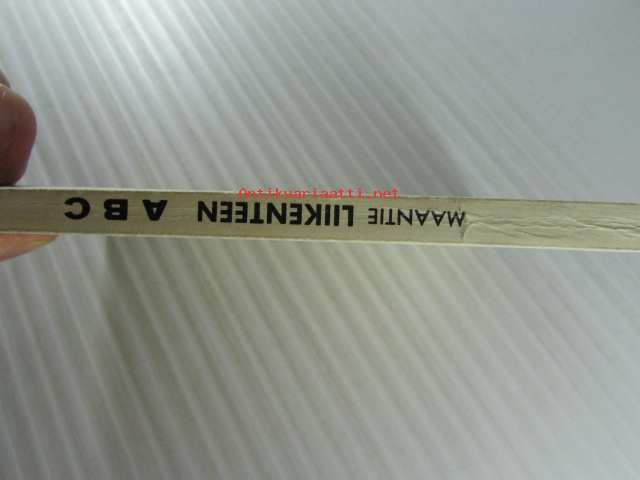 Antikvariaatti.net
MAANTIE LIIKENTEEN A B C